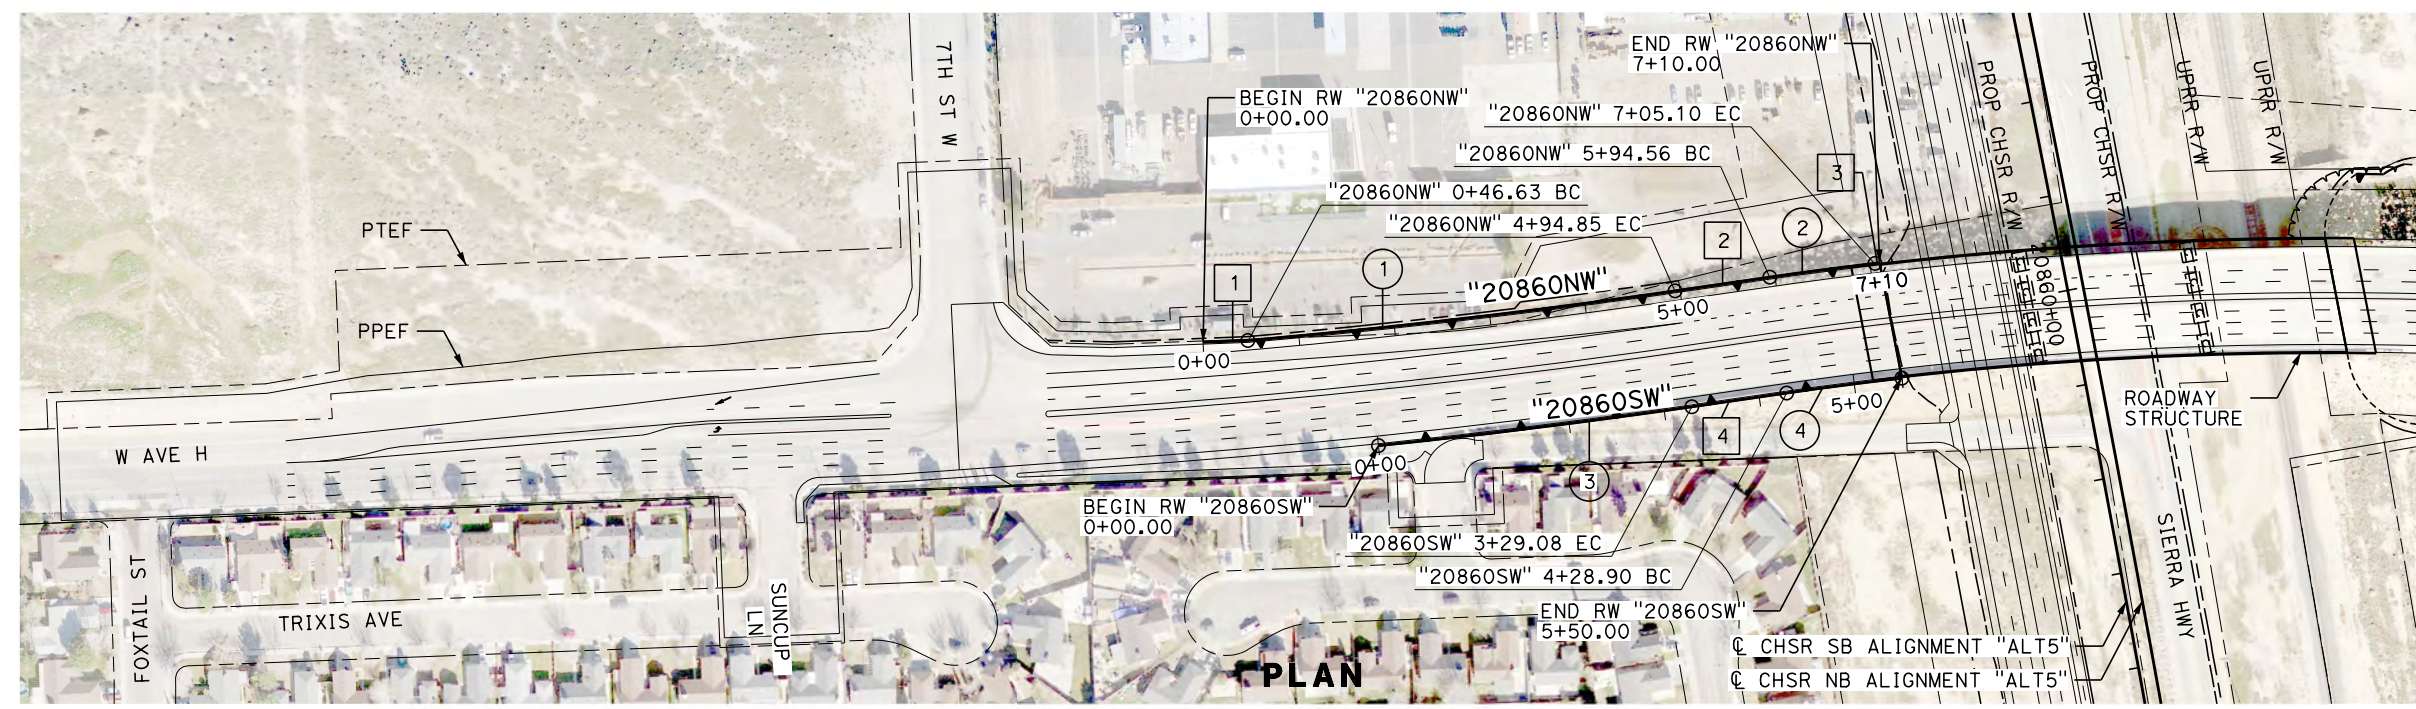 7TH ST W
END RW "20860NW"
7+10.00
BEGIN RW "20860NW"
0+00.00
"20860NW" 7+05.10 EC
"20860NW" 5+94.56 BC
"20860NW" 0+46.63 BC
"20860NW" 4+94.85 EC
3
2
2
1
1
PROP CHSR R/W
PROP CHTSR R/W
UPRR R/W
UPRR R/W
PTEF
PPEF
"20860NW"
0+00
5+00
7+10
20860+00
W AVE H
"20860SW"
0+00
5+00
3
4
4
ROADWAY
STRUCTURE
BEGIN RW "20860SW"
0+00.00
"20860SW" 3+29.08 EC
"20860SW" 4+28.90 BC
END RW "20860SW"
5+50.00
FOXTAIL ST
TRIXIS AVE
SUNCUP
LN
SIERRA HWY
℄ CHSR SB ALIGNMENT "ALT5"
℄ CHSR NB ALIGNMENT "ALT5"
PLAN